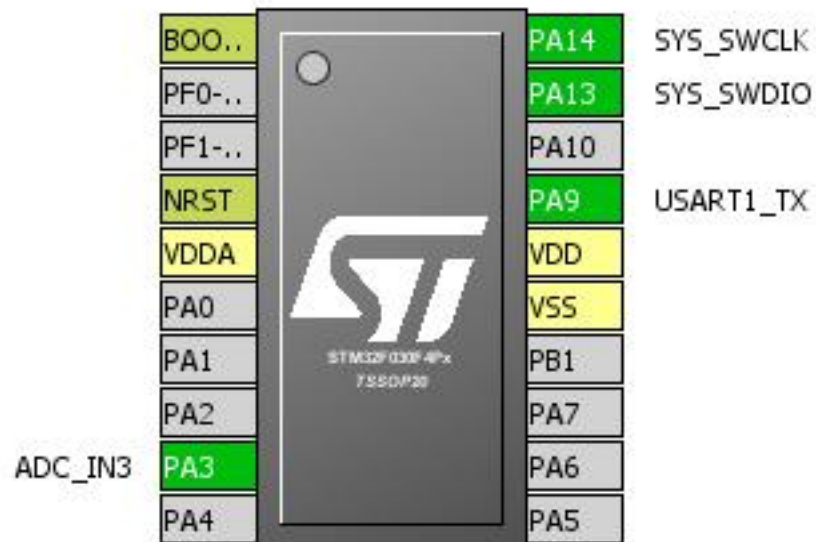 BOO.. PA14 SYS_SWCLK
PF0-.. PA13 SYS_SWDIO
PF1-.. PA10
NRST PA9 USART1_TX
VDDA VDD
PA0 VSS
STM32F030F4Px
PA1 PB1
TSSOP20
PA2 PA7
ADC_IN3 PA3 PA6
PA4 PA5